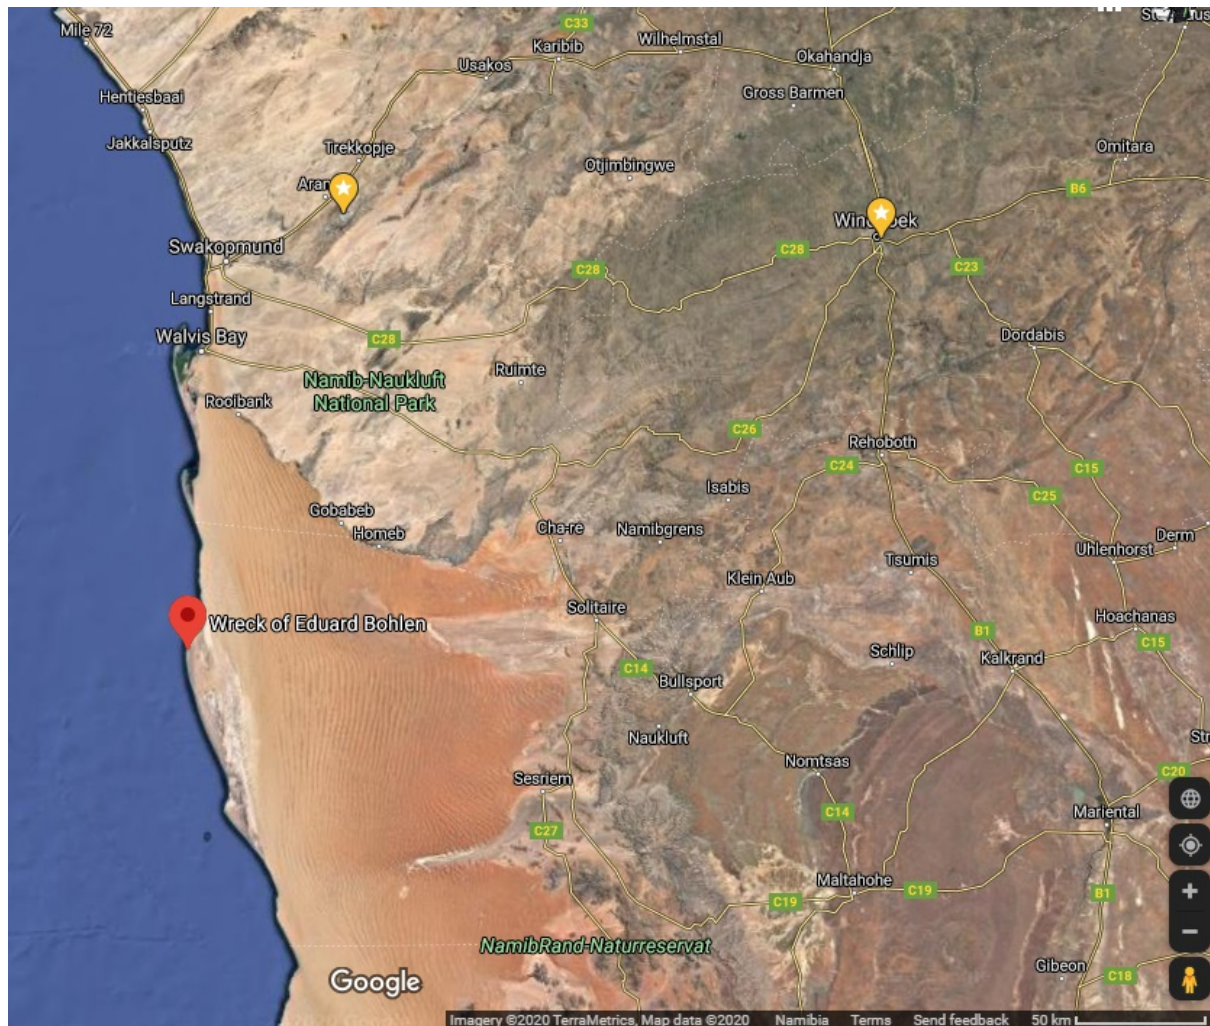 Mile 72
C33
Karibib
Wilhelmstal
Okahandja
Usakos
Hentiesbaai
Gross Barmen
Jakkalsputz
Trekkopje
Omitara
Otjimbingwe
B6
Swakopmund
C28
C28
C23
Langstrand
Walvis Bay
C28
Dordabis
Ruimte
Namib-Naukluft
National Park
Rooibank
C26
Rehoboth
C24
C15
Isabis
C25
Gobabeb
Homeb
Cha-re
Namibgrens
Derm
Uhlenhorst
Tsumis
Klein Aub
Solitaire
Wreck of Eduard Bohlen
Hoachanas
B1
C15
Schlip
Kalkrand
C14
Bullsport
Naukluft
Nomtsas
C20
Sesriem
C14
Mariental
C27
Maltahohe
C19
C19
B1
NamibRand-Naturreservat
Gibeon
C18
Google
Imagery ©2020 TerraMetrics, Map data ©2020 Namibia Terms Send feedback 50 km